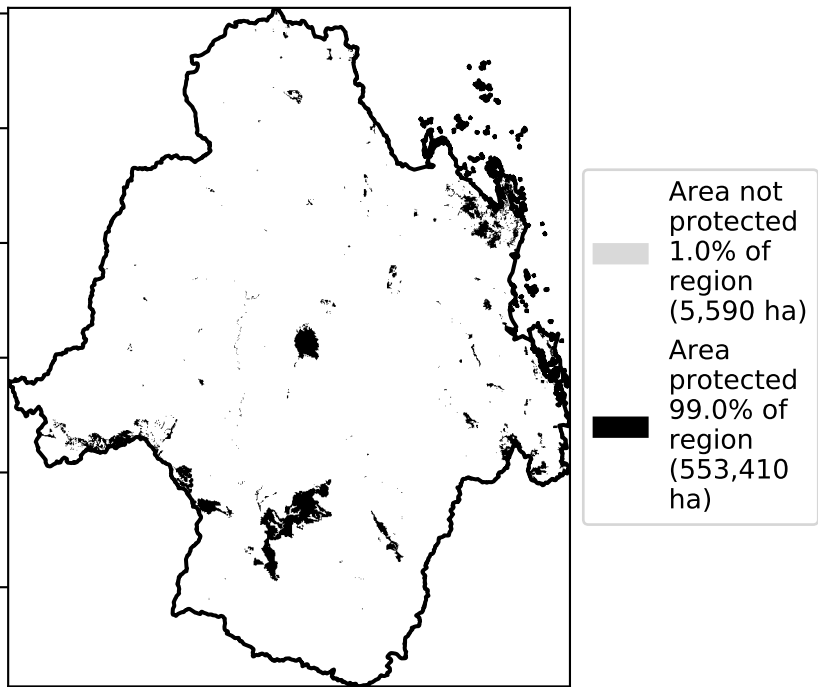 Area not
protected
1.0% of
region
(5,590 ha)
Area
protected
99.0% of
region
(553,410
ha)